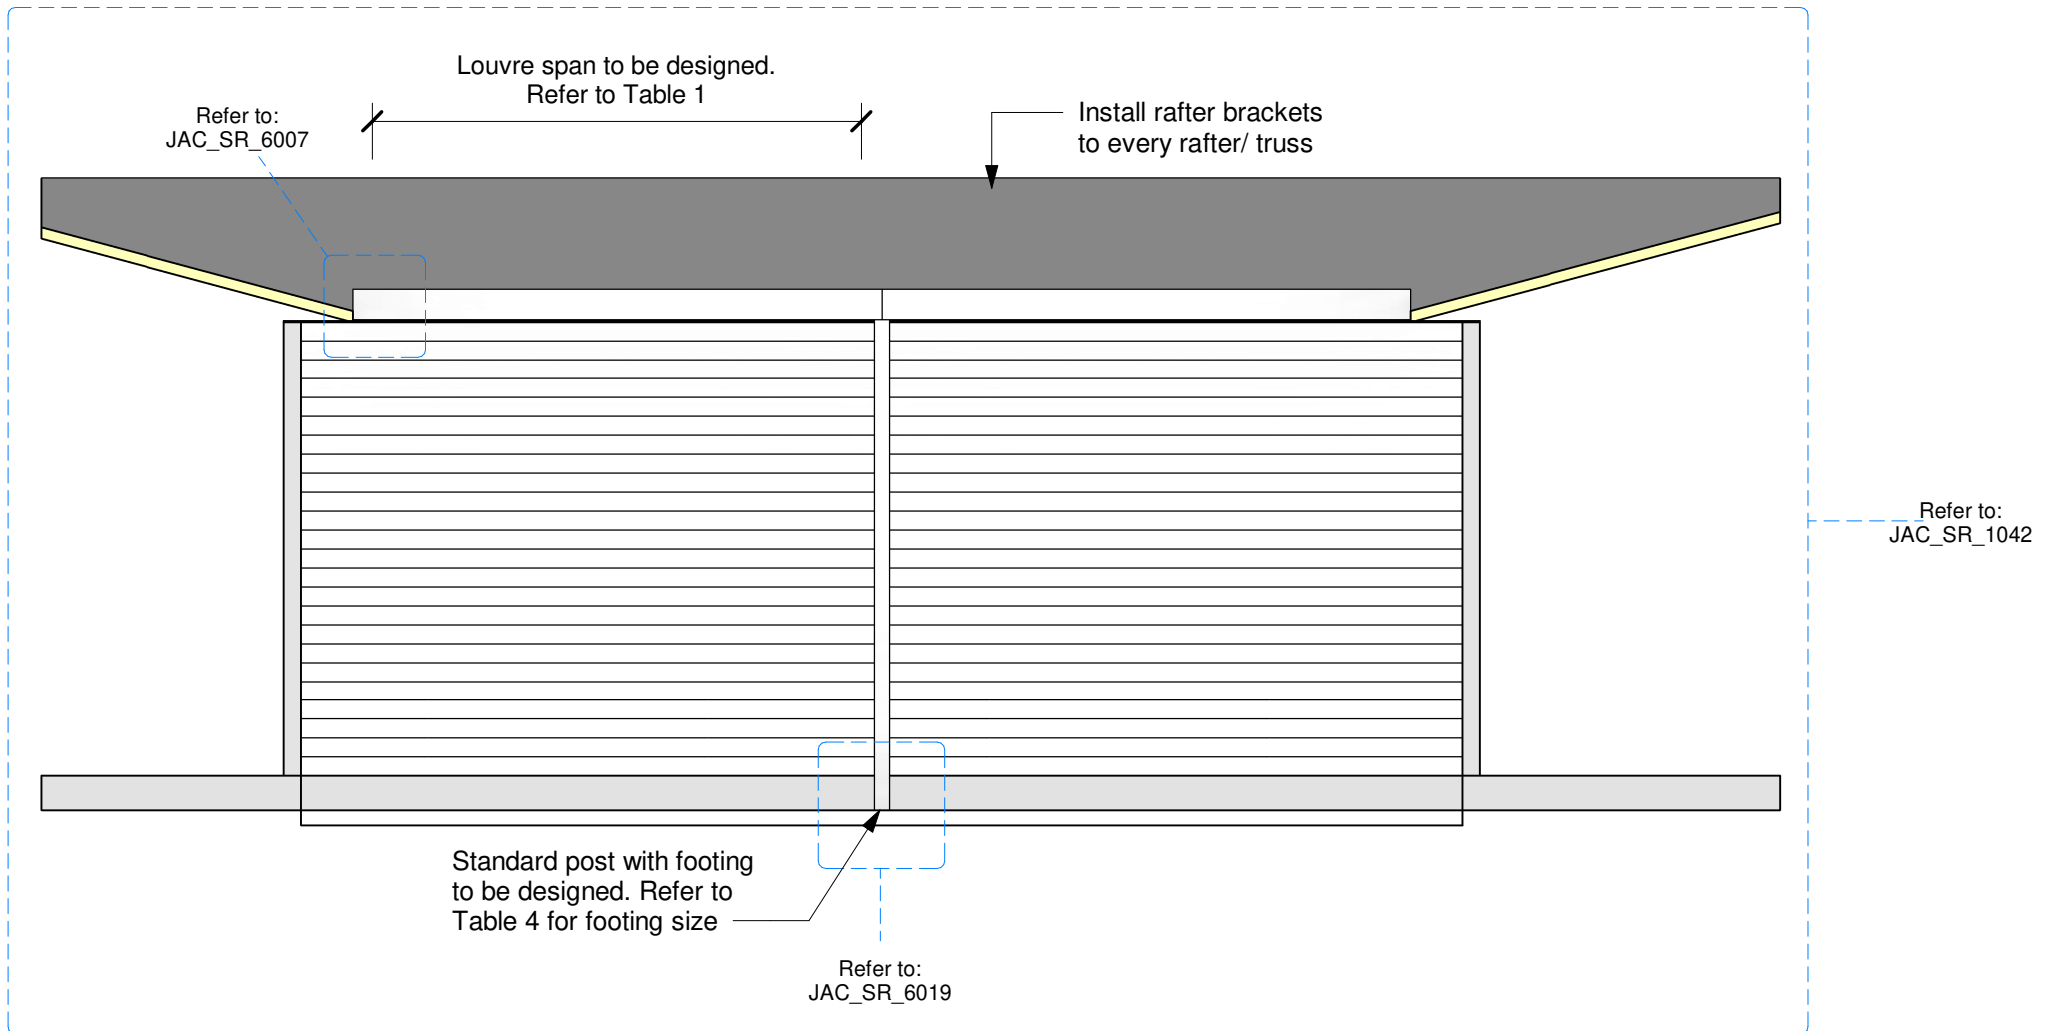 Louvre span to be designed.
Refer to Table 1
Refer to:
JAC_SR_6007
Install rafter brackets
to every rafter/ truss
Refer to:
JAC_SR_1042
Standard post with footing
to be designed. Refer to
Table 4 for footing size
Refer to:
JAC_SR_6019